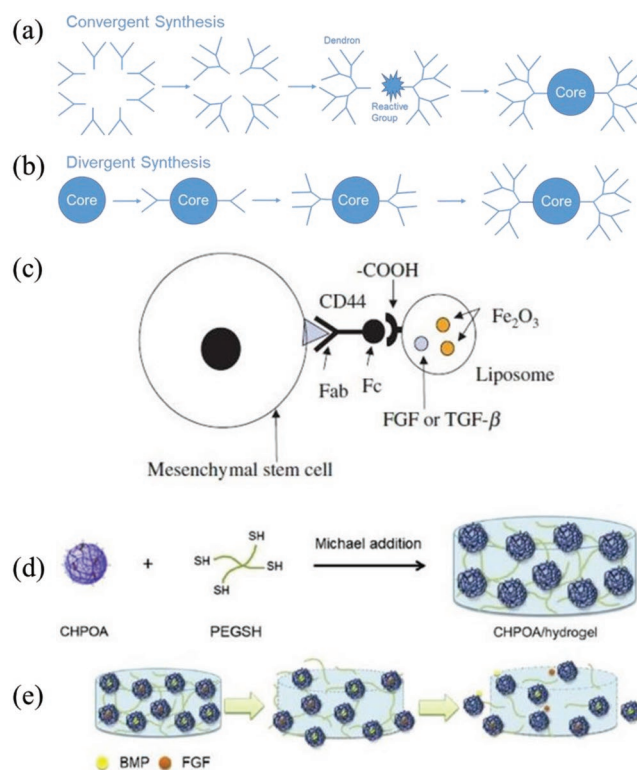 (a)
Convergent Synthesis
Dendron
Reactive
Group
Core
(b)
Divergent Synthesis
Core
Core
Core
Core
(c)
-COOH
CD44
Fe₂O₃
Fab
Fc
Liposome
FGF or TGF-β
Mesenchymal stem cell
(d)
SH
SH
SH
SH
+
Michael addition
CHPOA
PEGSH
CHPOA/hydrogel
(e)
BMP
FGF